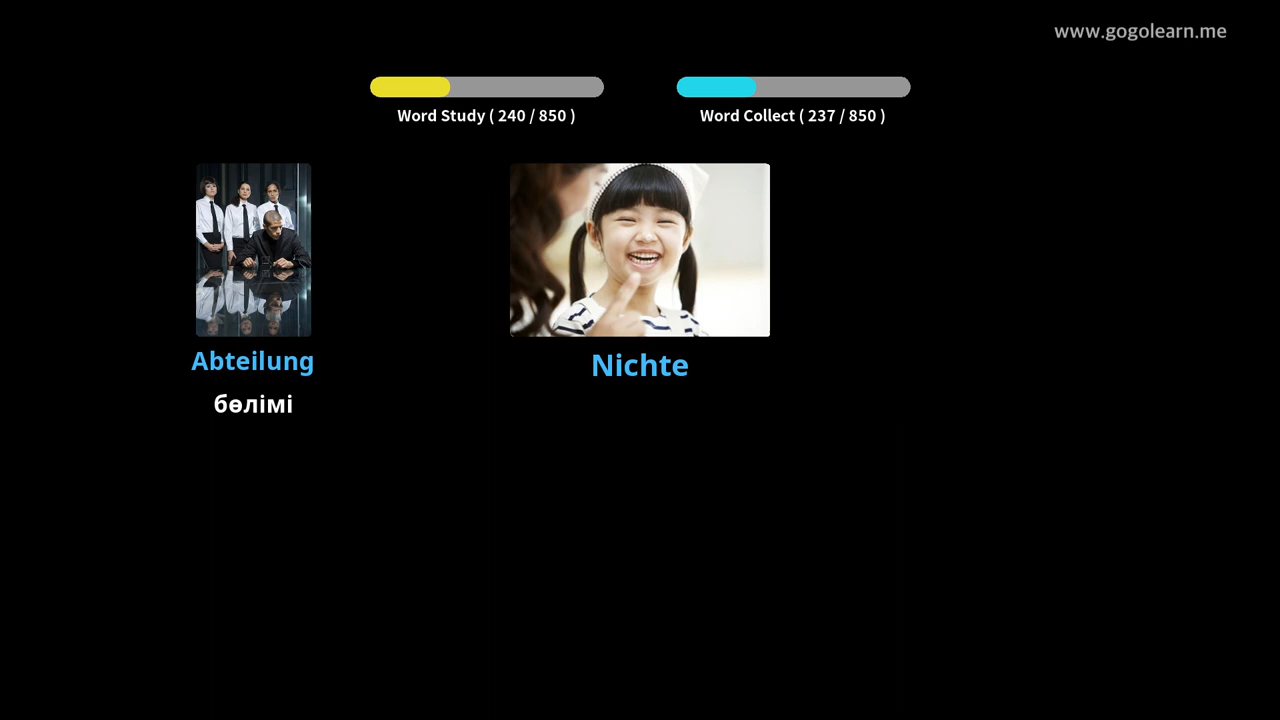 www.gogolearn.me
Word Study ( 240 / 850 )
Word Collect ( 237 / 850 )
Abteilung
бөлімі
Nichte